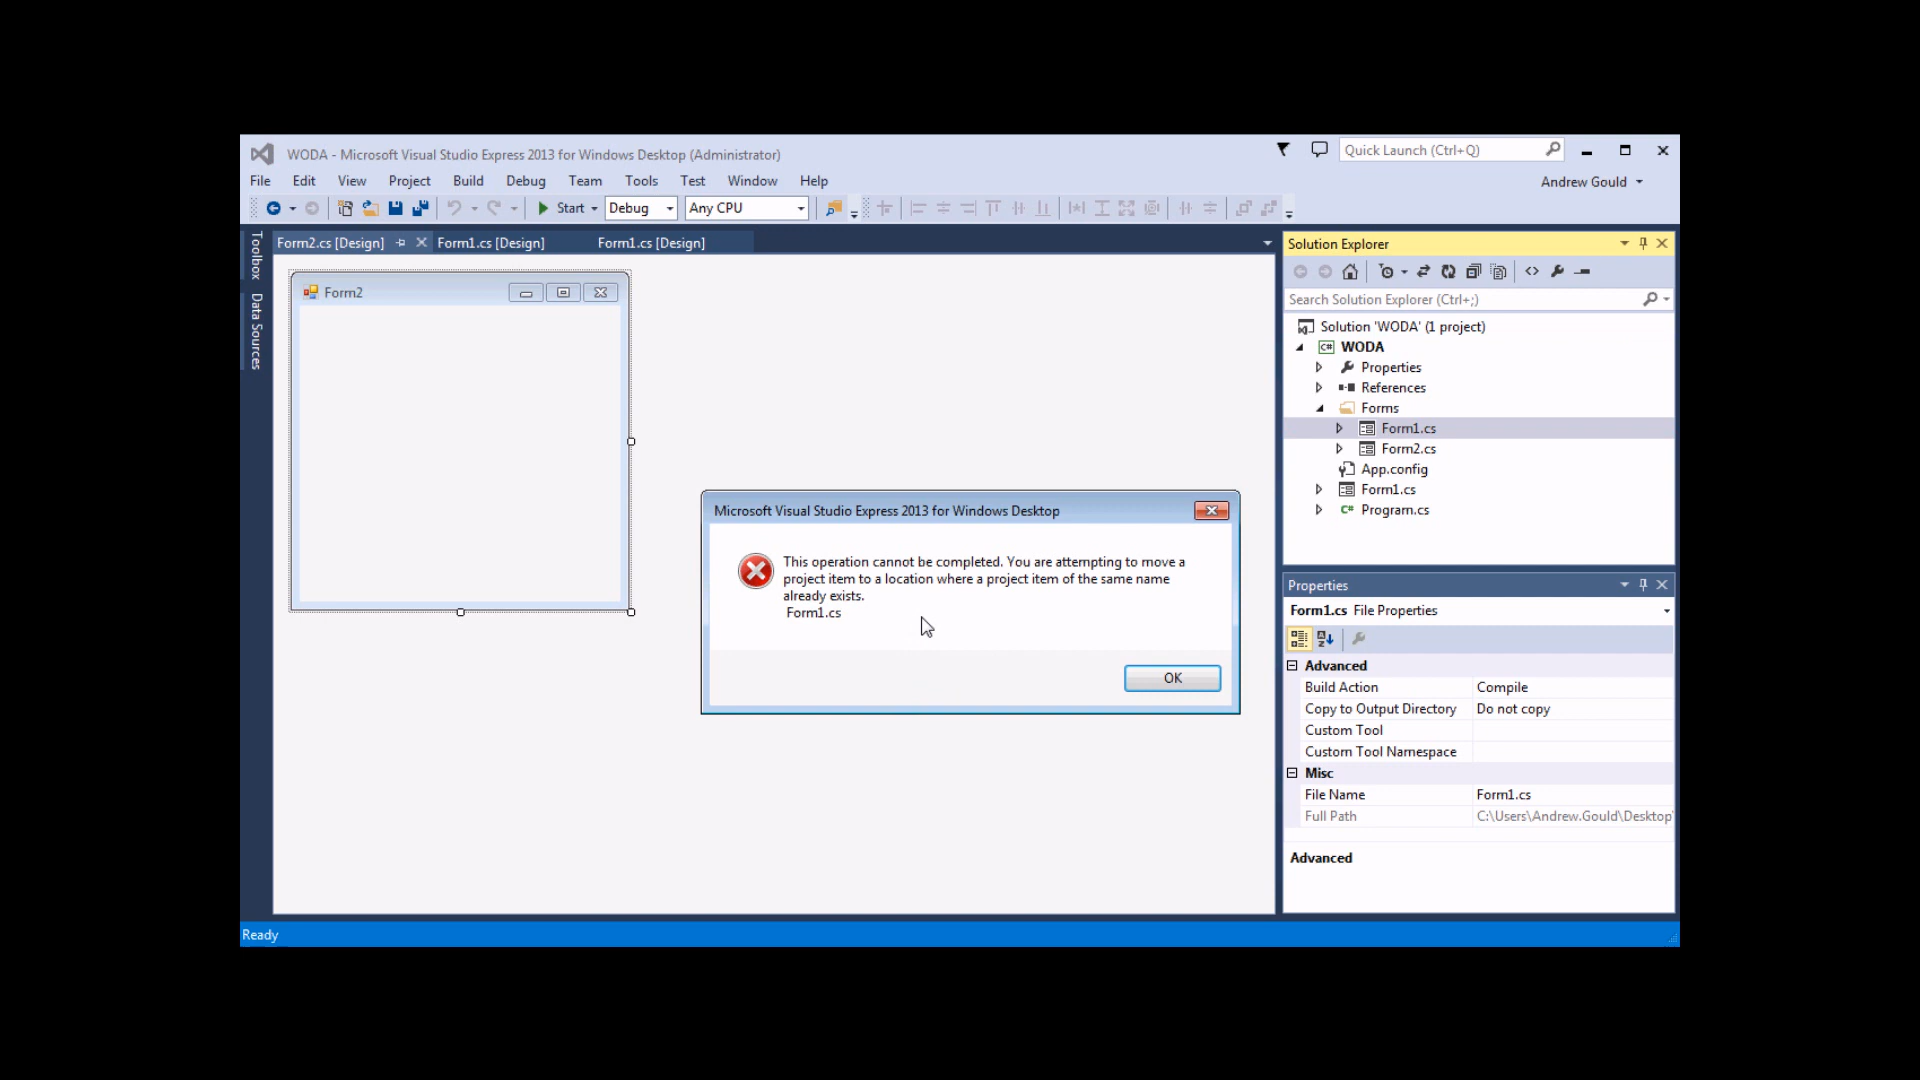 WODA - Microsoft Visual Studio Express 2013 for Windows Desktop (Administrator)
Quick Launch (Ctrl+Q)
File Edit View Project Build Debug Team Tools Test Window Help
Andrew Gould
Start Debug Any CPU
Toolbox
Data Sources
Form2.cs [Design] Form1.cs [Design] Form1.cs [Design]
Form2
Microsoft Visual Studio Express 2013 for Windows Desktop
This operation cannot be completed. You are attempting to move a
project item to a location where a project item of the same name
already exists.
Form1.cs
OK
Solution Explorer
Search Solution Explorer (Ctrl+;)
Solution 'WODA' (1 project)
C# WODA
Properties
References
Forms
Form1.cs
Form2.cs
App.config
Form1.cs
C# Program.cs
Properties
Form1.cs File Properties
Advanced
Build Action Compile
Copy to Output Directory Do not copy
Custom Tool
Custom Tool Namespace
Misc
File Name Form1.cs
Full Path C:\Users\Andrew.Gould\Desktop\
Advanced
Ready